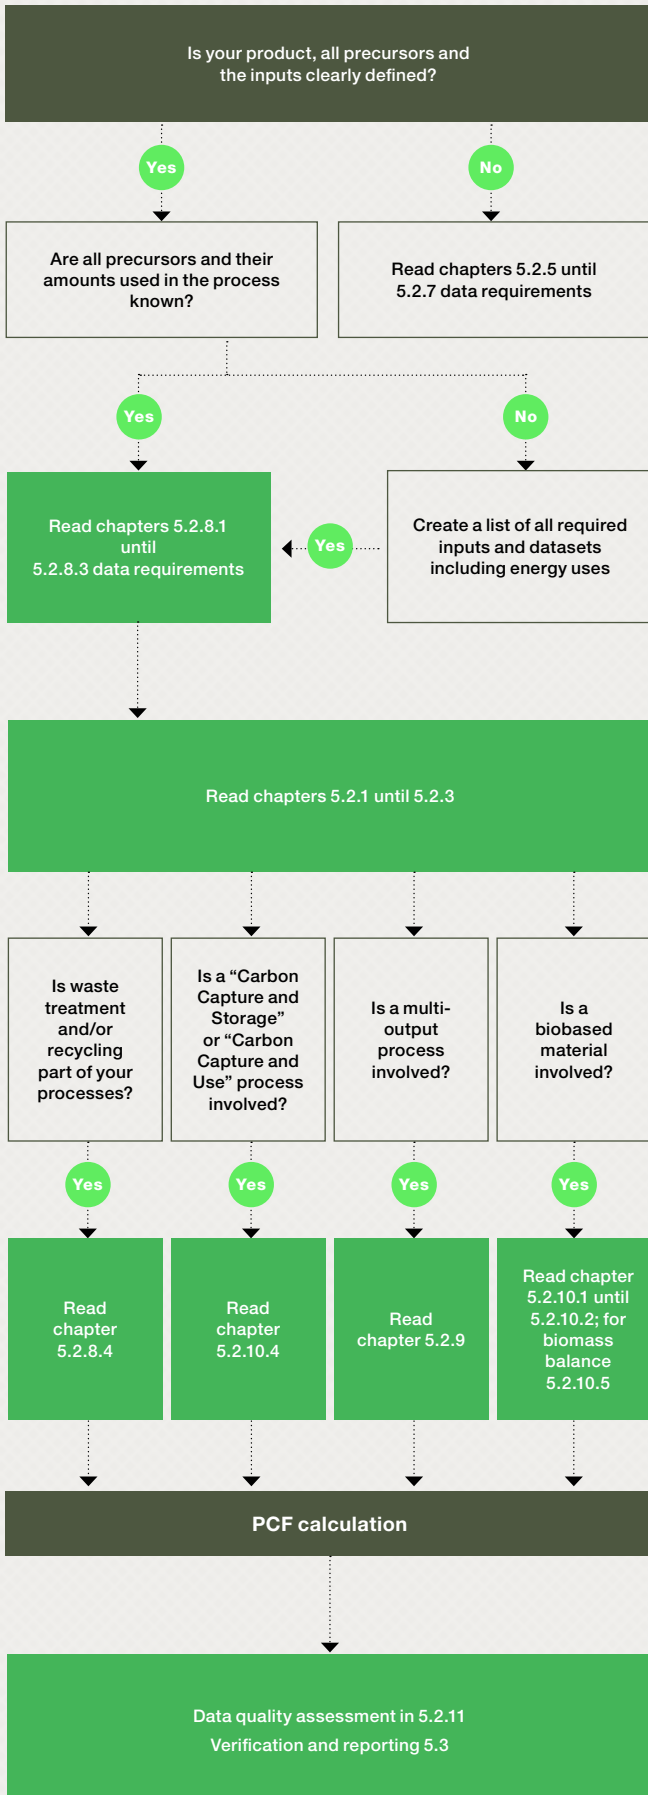 Is your product, all precursors and
the inputs clearly defined?
Yes
No
Are all precursors and their
amounts used in the process
known?
Read chapters 5.2.5 until
5.2.7 data requirements
Yes
No
Read chapters 5.2.8.1
until
5.2.8.3 data requirements
Yes
Create a list of all required
inputs and datasets
including energy uses
Read chapters 5.2.1 until 5.2.3
Is waste
treatment
and/or
recycling
part of your
processes?
Is a “Carbon
Capture and
Storage”
or “Carbon
Capture and
Use” process
involved?
Is a multi-
output
process
involved?
Is a
biobased
material
involved?
Yes
Yes
Yes
Yes
Read
chapter
5.2.8.4
Read
chapter
5.2.10.4
Read
chapter 5.2.9
Read chapter
5.2.10.1 until
5.2.10.2; for
biomass
balance
5.2.10.5
PCF calculation
Data quality assessment in 5.2.11
Verification and reporting 5.3